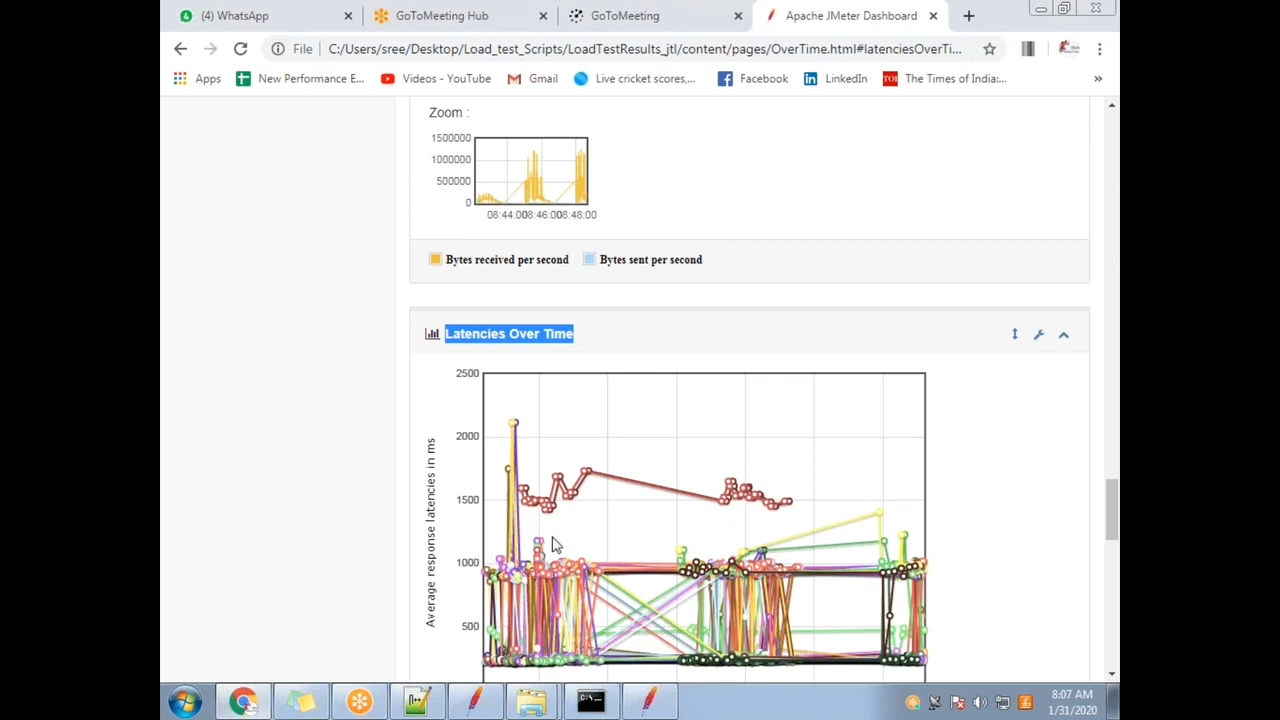 (4) WhatsApp
GoToMeeting Hub
GoToMeeting
Apache JMeter Dashboard
File
C:/Users/sree/Desktop/Load_test_Scripts/LoadTestResults_jtl/content/pages/OverTime.html#latenciesOverTi...
Apps
New Performance E...
Videos - YouTube
Gmail
Live cricket scores,...
Facebook
LinkedIn
TOI
The Times of India:...
»
Zoom :
1500000
1000000
500000
0
08:44:00
08:46:00
08:48:00
Bytes received per second
Bytes sent per second
Latencies Over Time
Average response latencies in ms
2500
2000
1500
1000
500
8:07 AM
1/31/2020